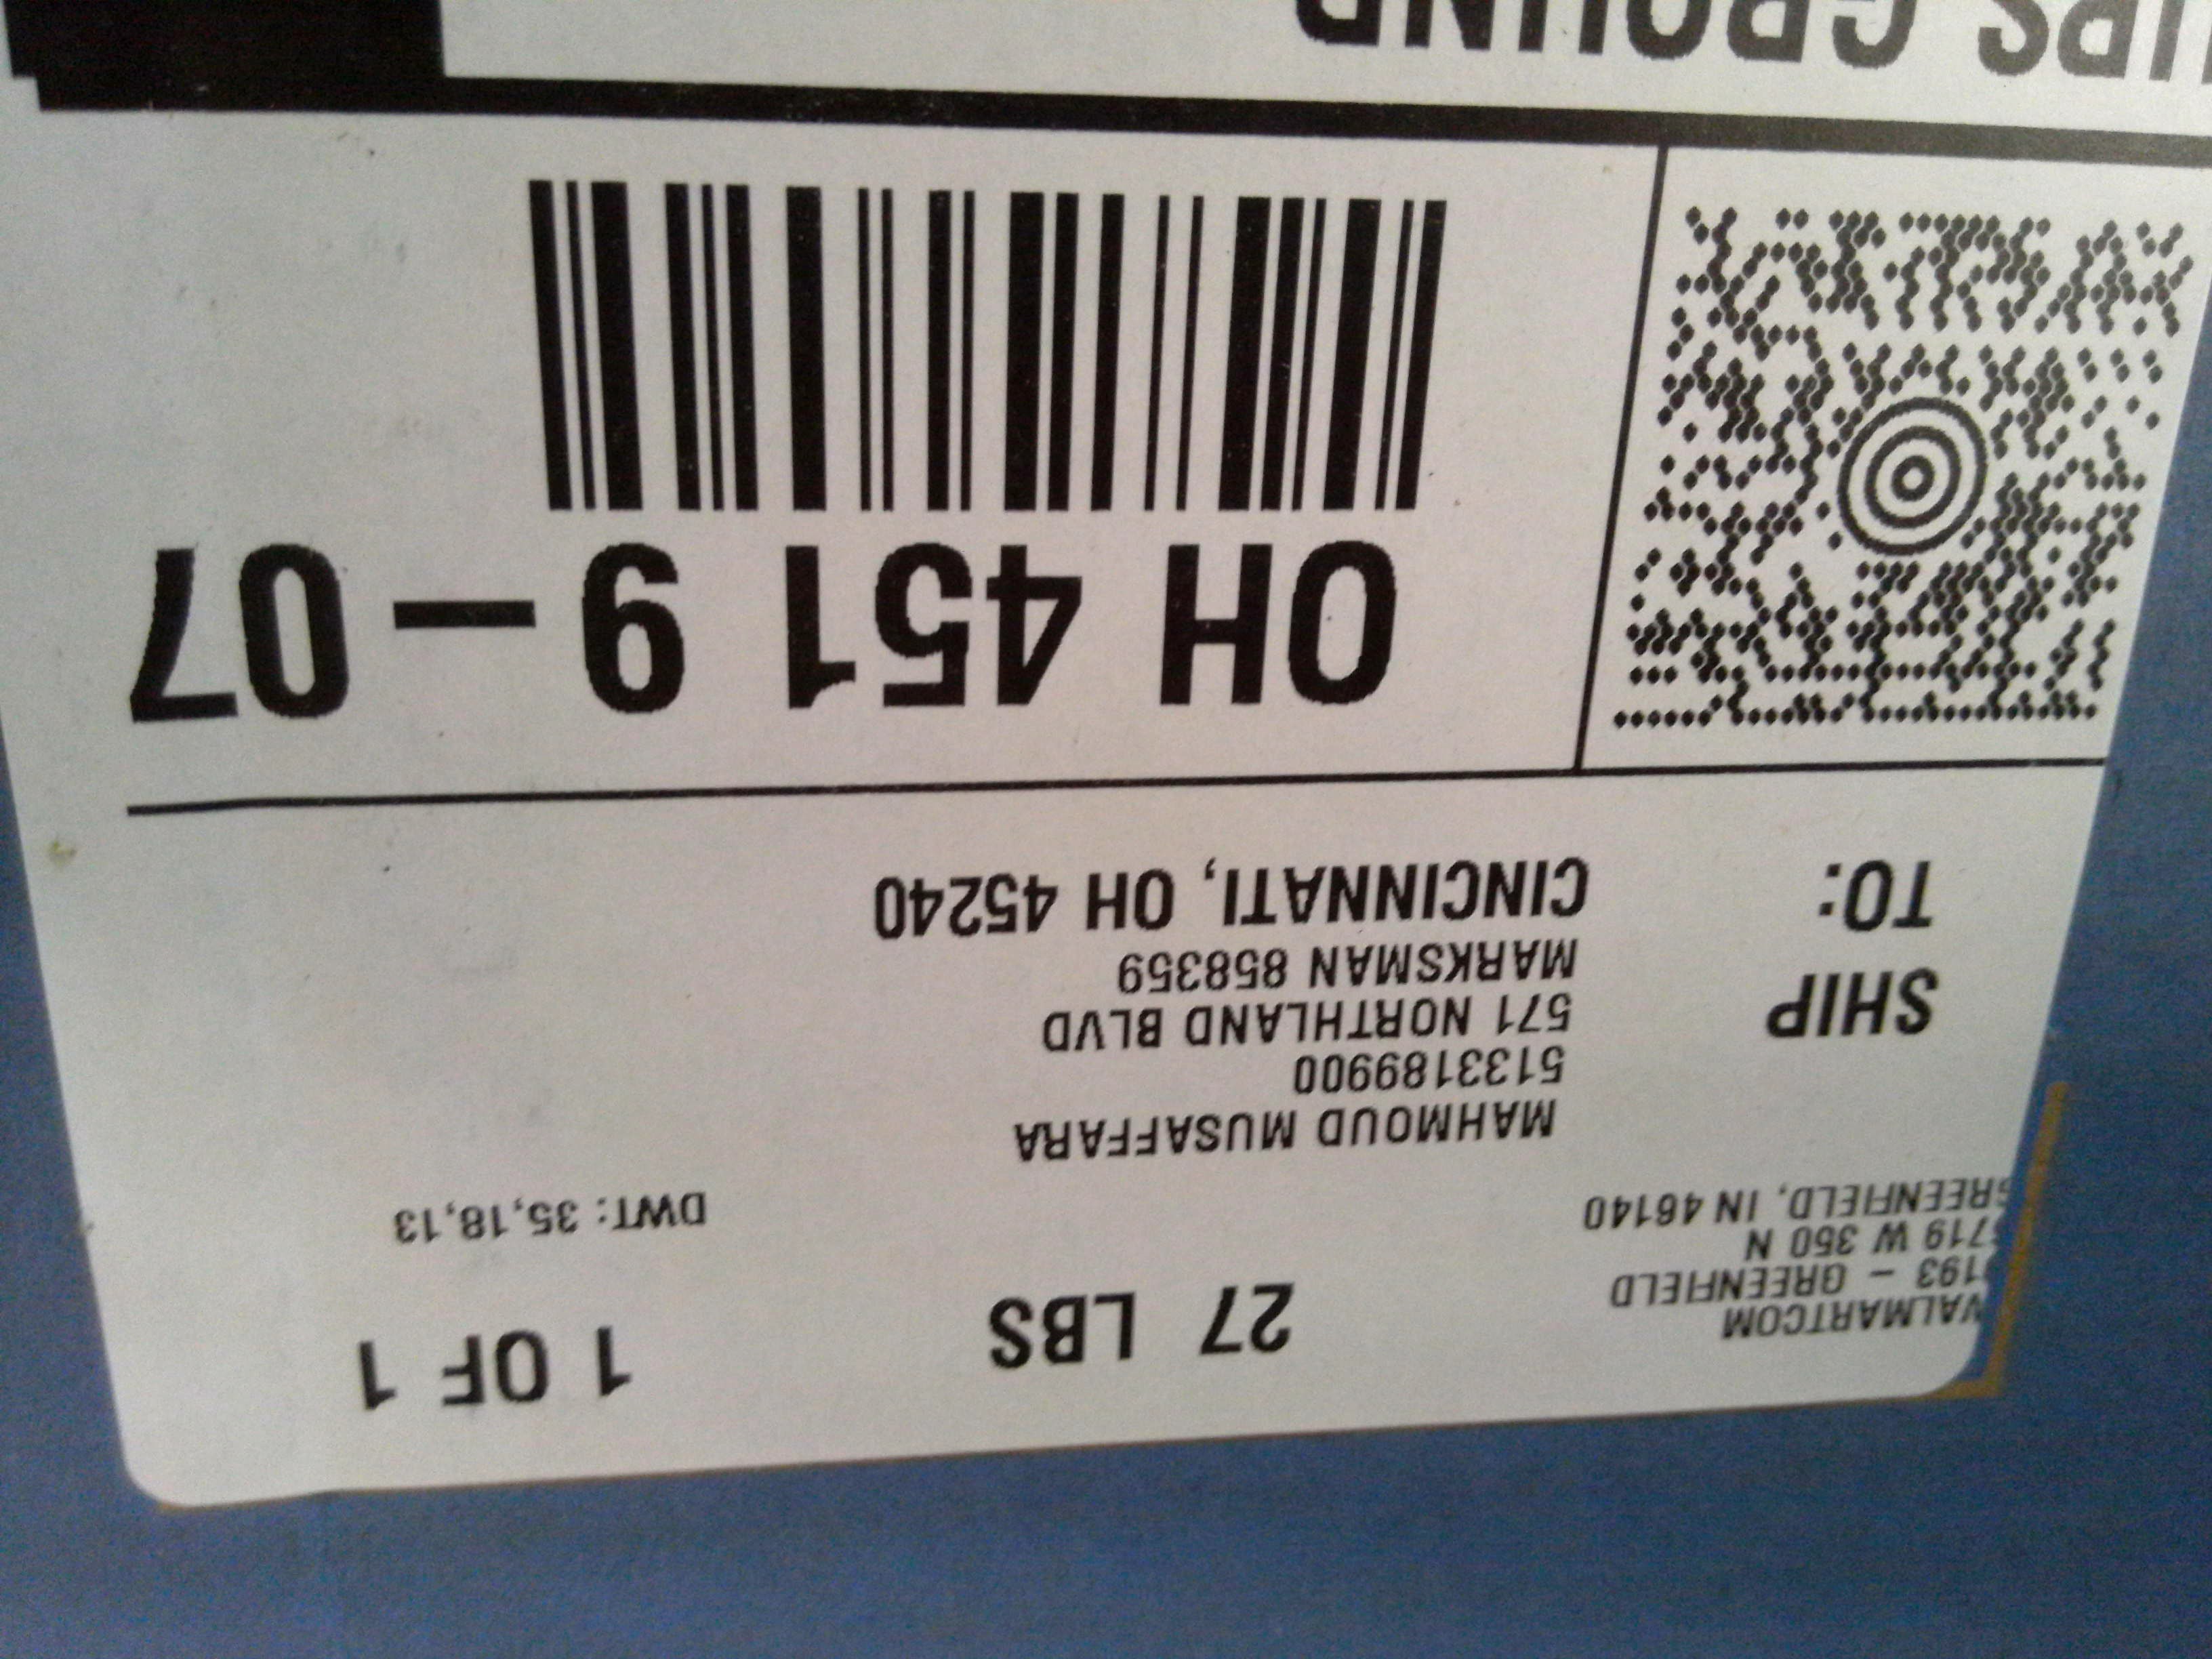 WALMARTCOM
193 - GREENFIELD
719 W 350 N
GREENFIELD, IN 46140
27 LBS
1 OF 1
DWT: 35,18,13
MAHMOUD MUSAFFARA
5133189900
571 NORTHLAND BLVD
MARKSMAN 858359
CINCINNATI, OH 45240
SHIP
TO:
OH 451 9-07
UPS GROUND